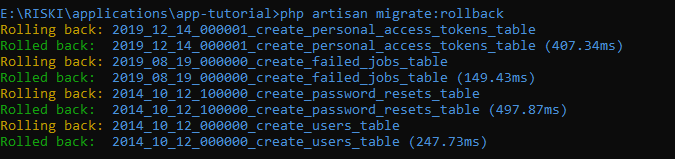 E:\RISKI\applications\app-tutorial>php artisan migrate:rollback
Rolling back: 2019_12_14_000001_create_personal_access_tokens_table
Rolled back:  2019_12_14_000001_create_personal_access_tokens_table (407.34ms)
Rolling back: 2019_08_19_000000_create_failed_jobs_table
Rolled back:  2019_08_19_000000_create_failed_jobs_table (149.43ms)
Rolling back: 2014_10_12_100000_create_password_resets_table
Rolled back:  2014_10_12_100000_create_password_resets_table (497.87ms)
Rolling back: 2014_10_12_000000_create_users_table
Rolled back:  2014_10_12_000000_create_users_table (247.73ms)